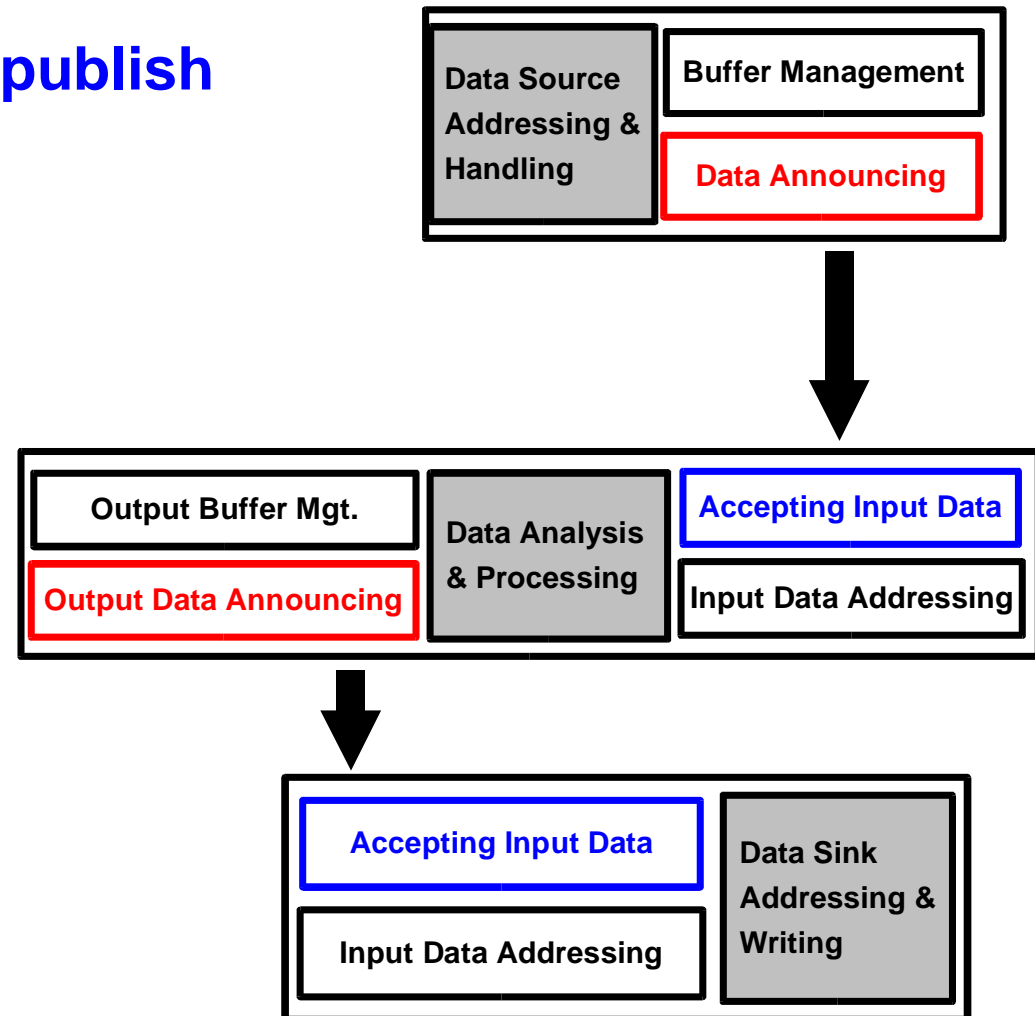 publish
Data Source
Addressing &
Handling
Buffer Management
Data Announcing
Output Buffer Mgt.
Output Data Announcing
Data Analysis
& Processing
Accepting Input Data
Input Data Addressing
Accepting Input Data
Input Data Addressing
Data Sink
Addressing &
Writing